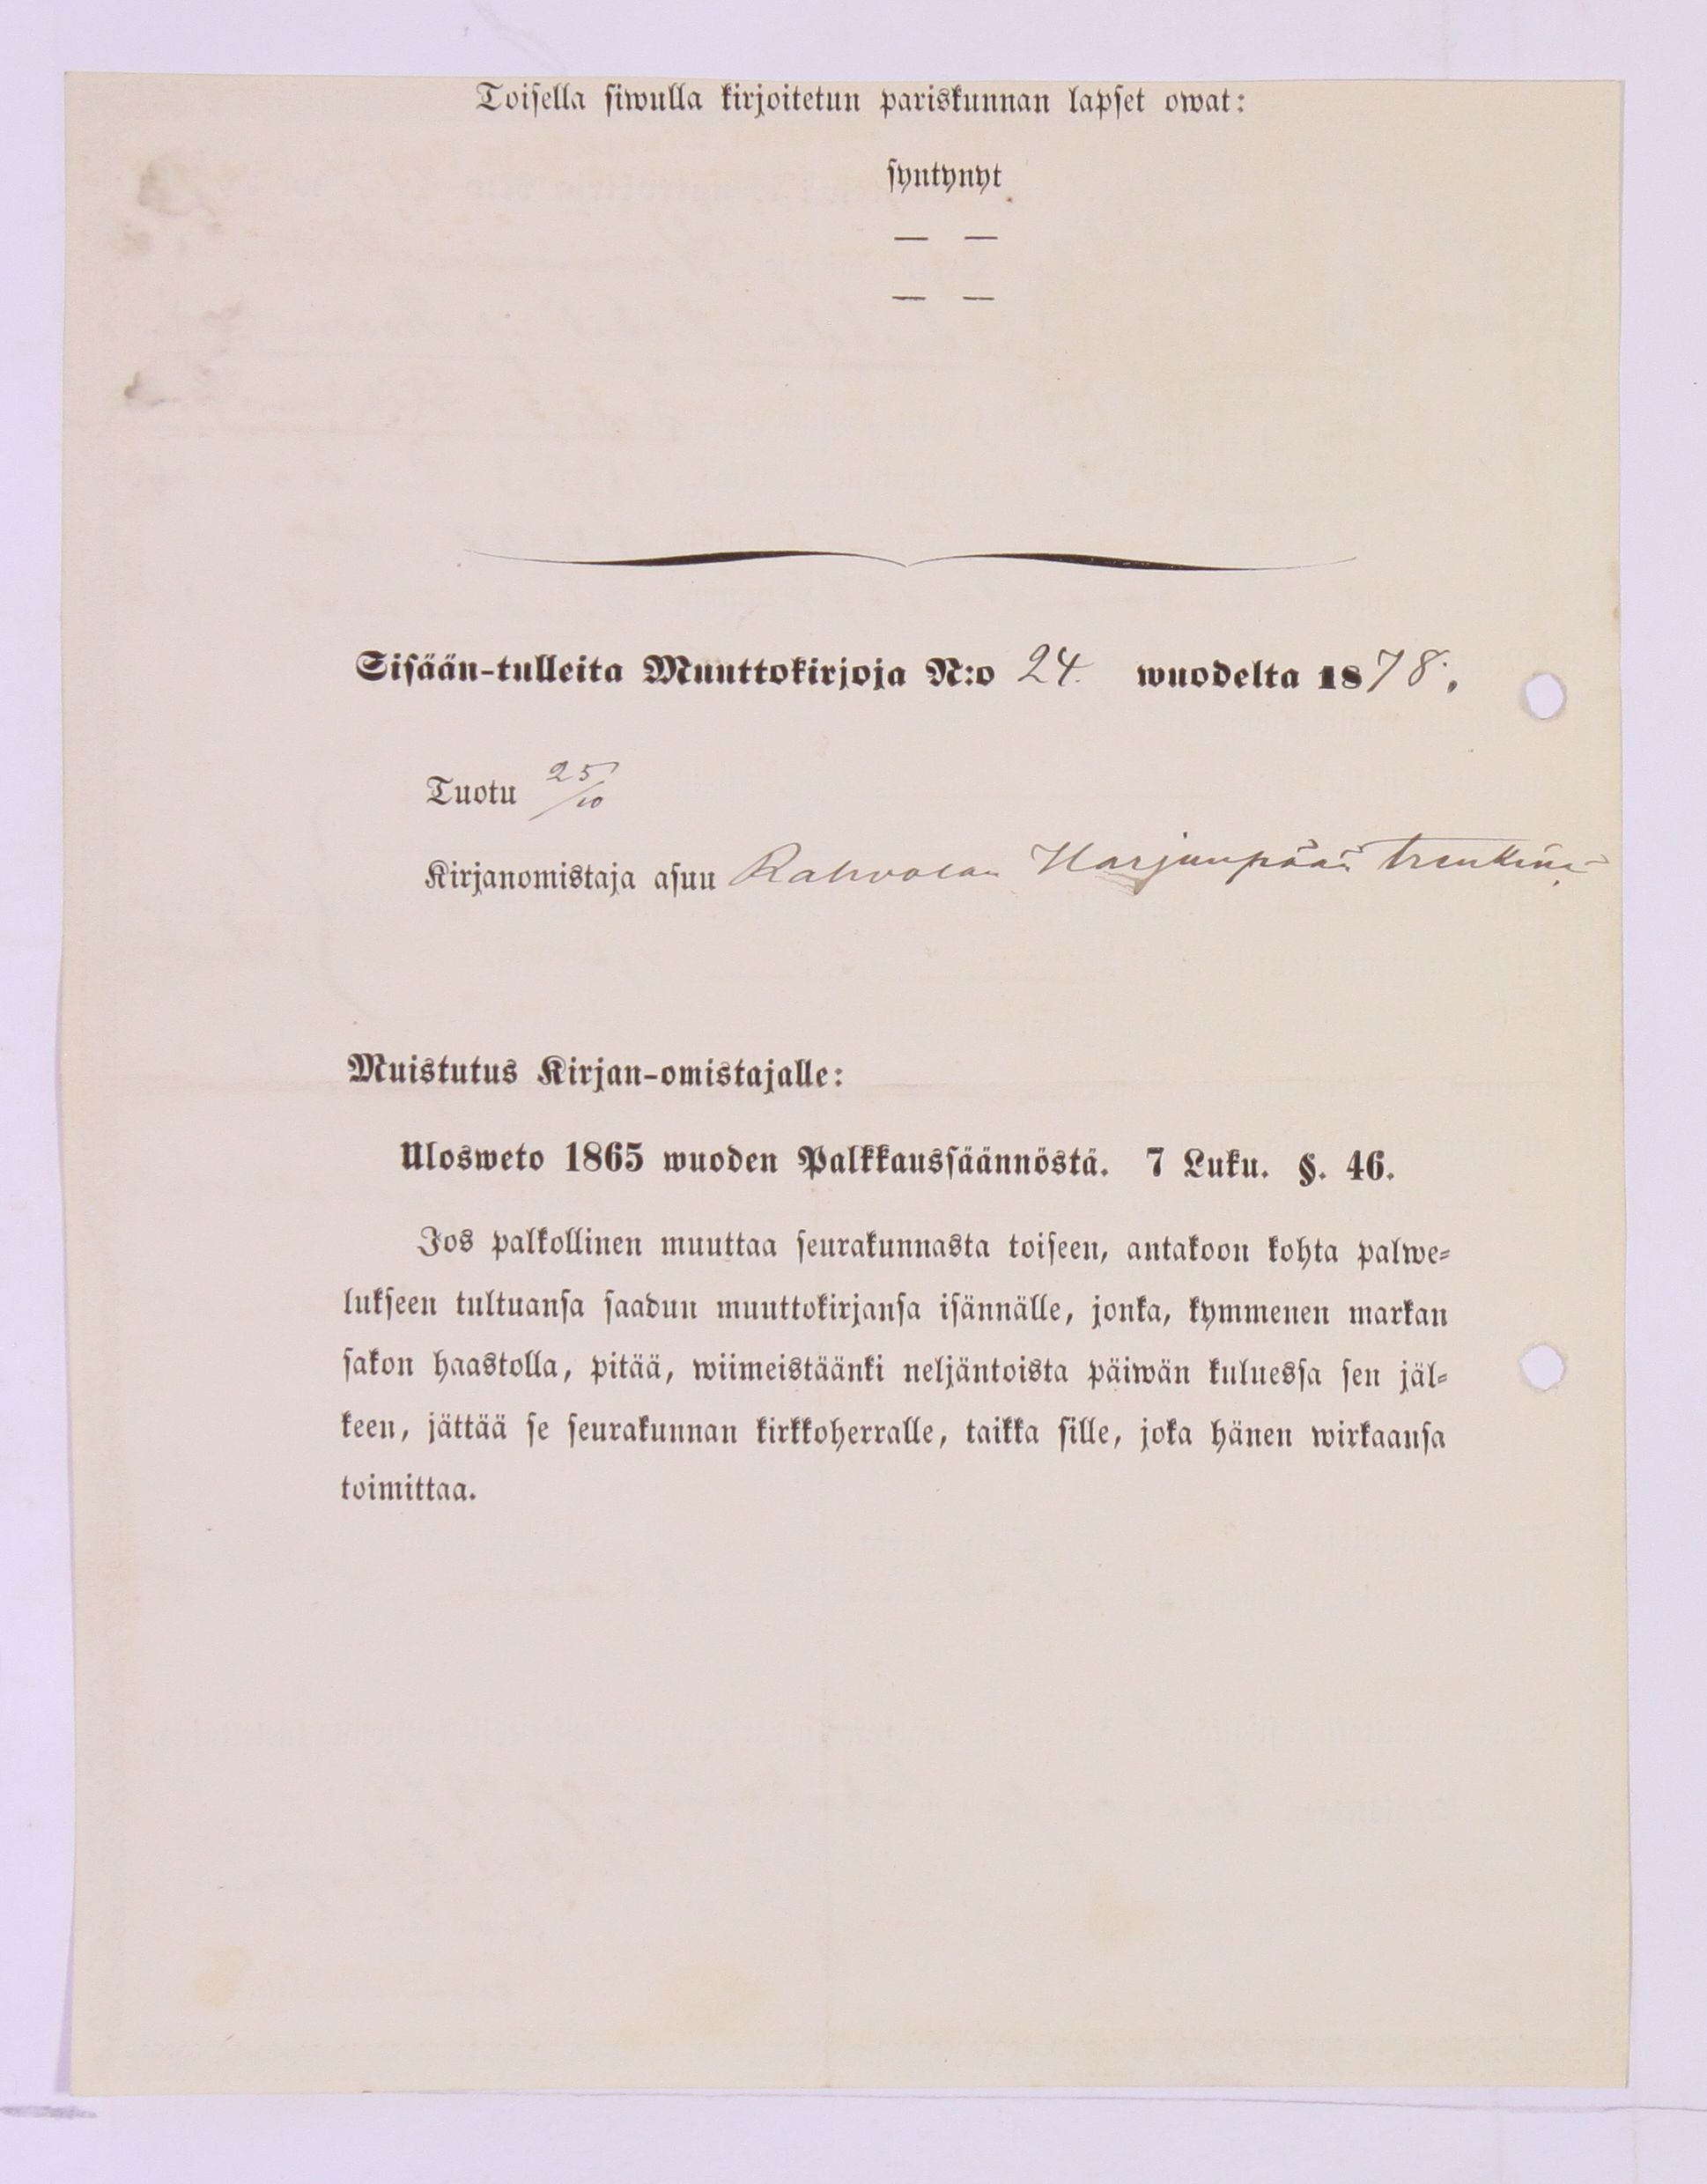 Toisella siwulla kirjoitetun pariskunnan lapset owat:
syntynyt
— —
— —
Sisään-tulleita Muuttokirjoja N:o 24. wuodelta 1878.
Tuotu 25/10
Kirjanomistaja asuu Rahvolan Harjunpään trenkinä
Muistutus Kirjan-omistajalle:
Ulosweto 1865 wuoden Palkkaussäännöstä. 7 Luku. §. 46.
Jos palkollinen muuttaa seurakunnasta toiseen, antakoon kohta palwe-
lukseen tultuansa saadun muuttokirjansa isännälle, jonka, kymmenen markan
sakon haastolla, pitää, wiimeistäänki neljäntoista päiwän kuluessa sen jäl-
keen, jättää se seurakunnan kirkkoherralle, taikka sille, joka hänen wirkaansa
toimittaa.